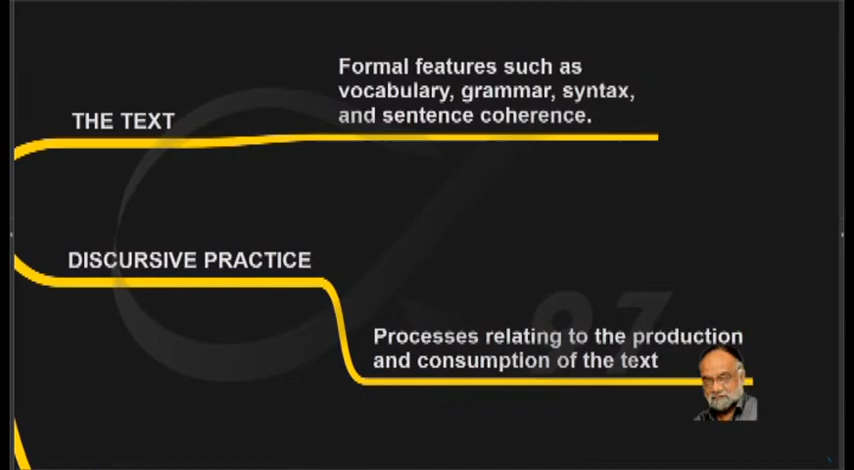 THE TEXT
Formal features such as
vocabulary, grammar, syntax,
and sentence coherence.
DISCURSIVE PRACTICE
97
Processes relating to the production
and consumption of the text